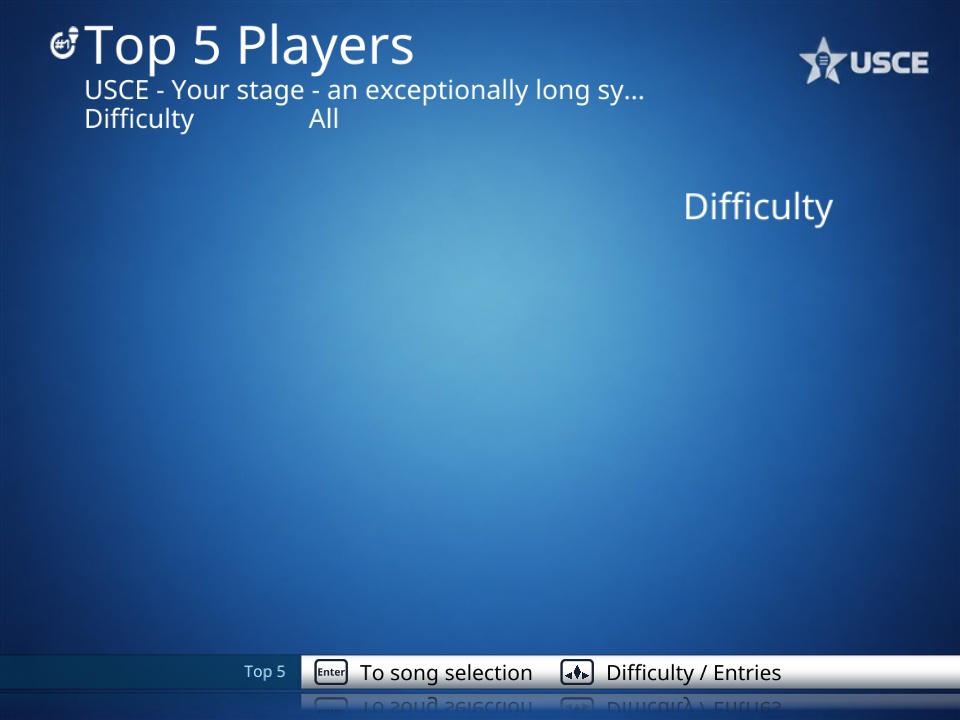 #1 Top 5 Players
USCE
USCE - Your stage - an exceptionally long sy...
Difficulty All
Difficulty
Top 5 Enter To song selection Difficulty / Entries